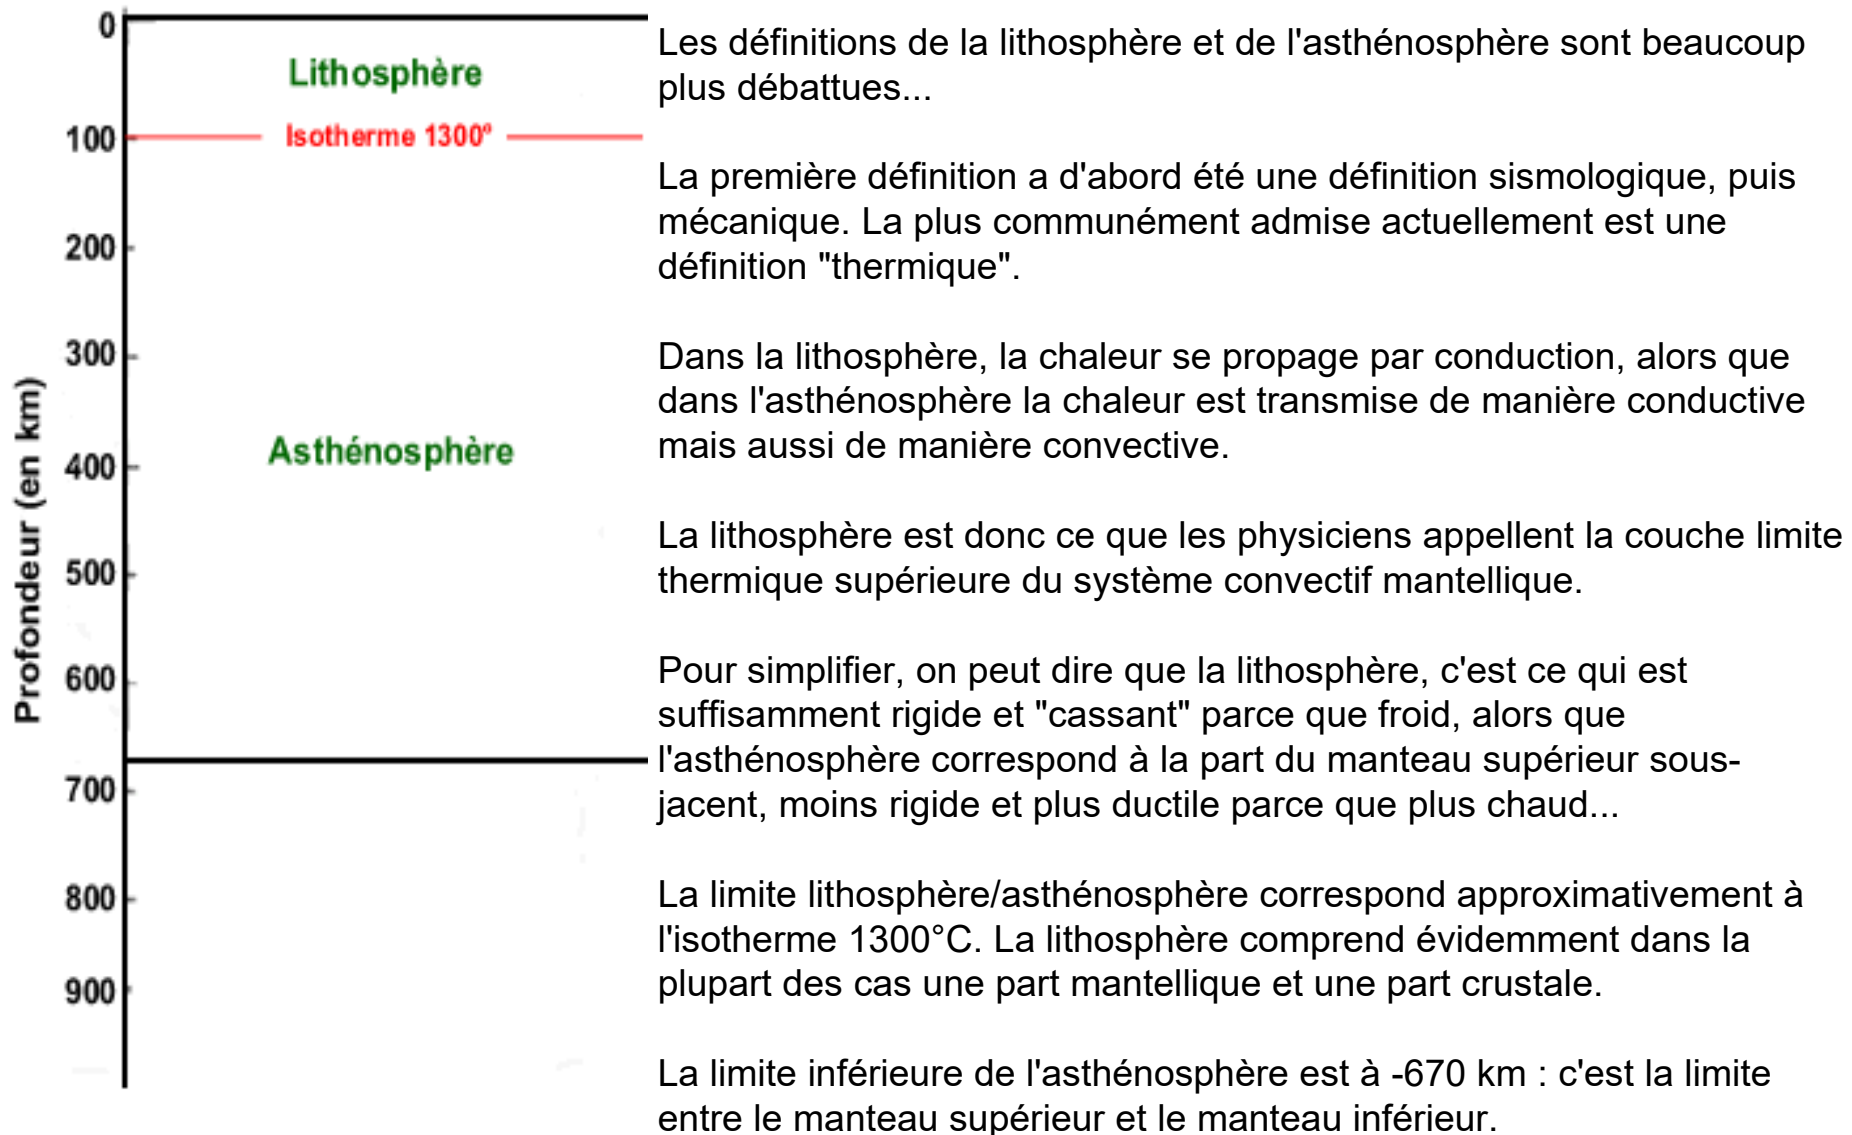 0
Lithosphère
100
Isotherme 1300°
200
300
Asthénosphère
400
500
600
700
800
900
Profondeur (en km)
Les définitions de la lithosphère et de l'asthénosphère sont beaucoup
plus débattues...
La première définition a d'abord été une définition sismologique, puis
mécanique. La plus communément admise actuellement est une
définition "thermique".
Dans la lithosphère, la chaleur se propage par conduction, alors que
dans l'asthénosphère la chaleur est transmise de manière conductive
mais aussi de manière convective.
La lithosphère est donc ce que les physiciens appellent la couche limite
thermique supérieure du système convectif mantellique.
Pour simplifier, on peut dire que la lithosphère, c'est ce qui est
suffisamment rigide et "cassant" parce que froid, alors que
l'asthénosphère correspond à la part du manteau supérieur sous-
jacent, moins rigide et plus ductile parce que plus chaud...
La limite lithosphère/asthénosphère correspond approximativement à
l'isotherme 1300°C. La lithosphère comprend évidemment dans la
plupart des cas une part mantellique et une part crustale.
La limite inférieure de l'asthénosphère est à -670 km : c'est la limite
entre le manteau supérieur et le manteau inférieur.